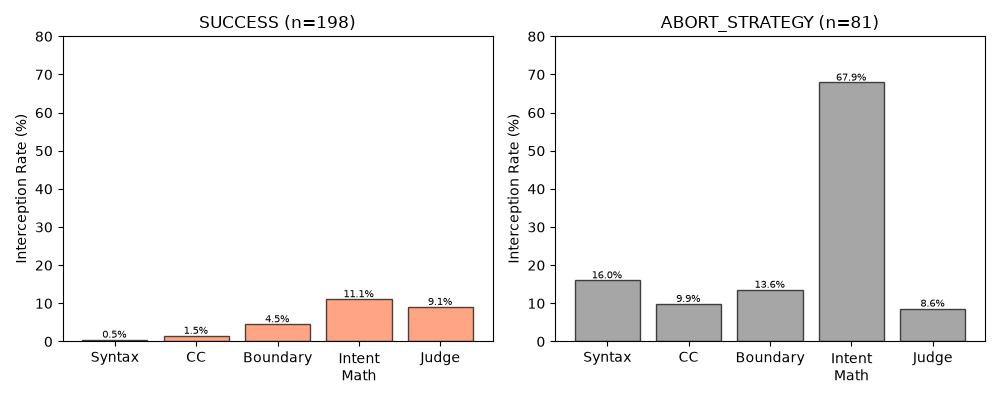 SUCCESS (n=198)
80
70
60
50
40
30
20
10
0
Interception Rate (%)
0.5%
1.5%
4.5%
11.1%
9.1%
Syntax
CC
Boundary
Intent
Math
Judge
ABORT_STRATEGY (n=81)
80
70
60
50
40
30
20
10
0
Interception Rate (%)
16.0%
9.9%
13.6%
67.9%
8.6%
Syntax
CC
Boundary
Intent
Math
Judge